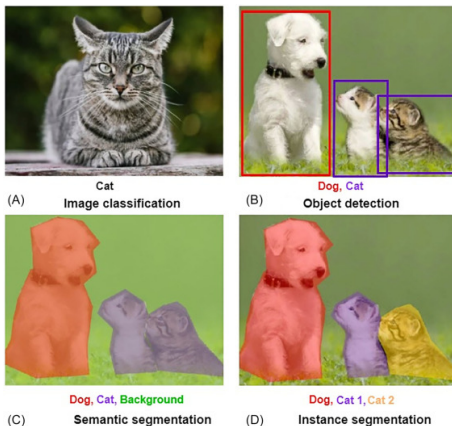 Cat
(A) Image classification
Dog, Cat
(B) Object detection
Dog, Cat, Background
(C) Semantic segmentation
Dog, Cat 1, Cat 2
(D) Instance segmentation